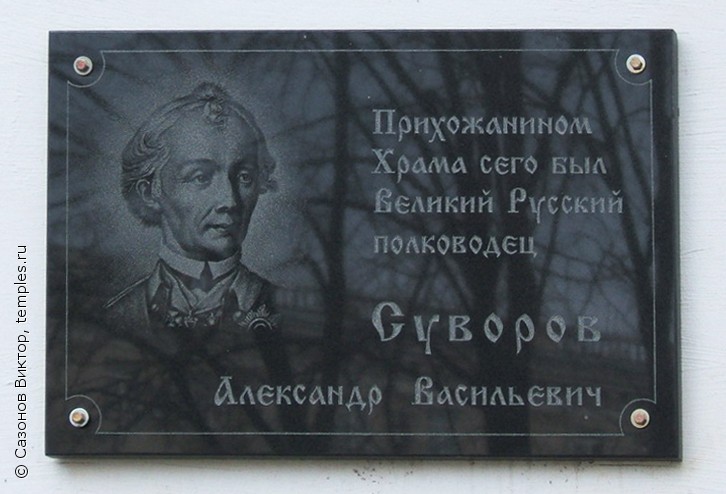 Прихожанином
Храма сего был
Великий Русский
полководец
Суворов
Александр Васильевич
© Сазонов Виктор, temples.ru